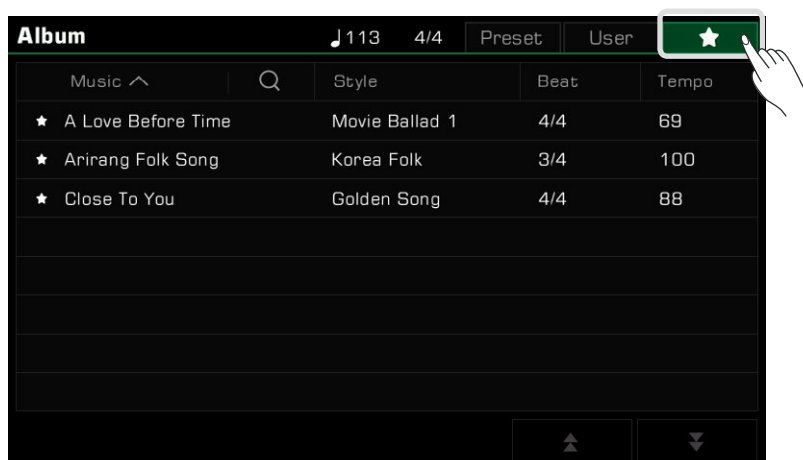 Album 113 4/4 Preset User
Music Style Beat Tempo
A Love Before Time Movie Ballad 1 4/4 69
Arirang Folk Song Korea Folk 3/4 100
Close To You Golden Song 4/4 88